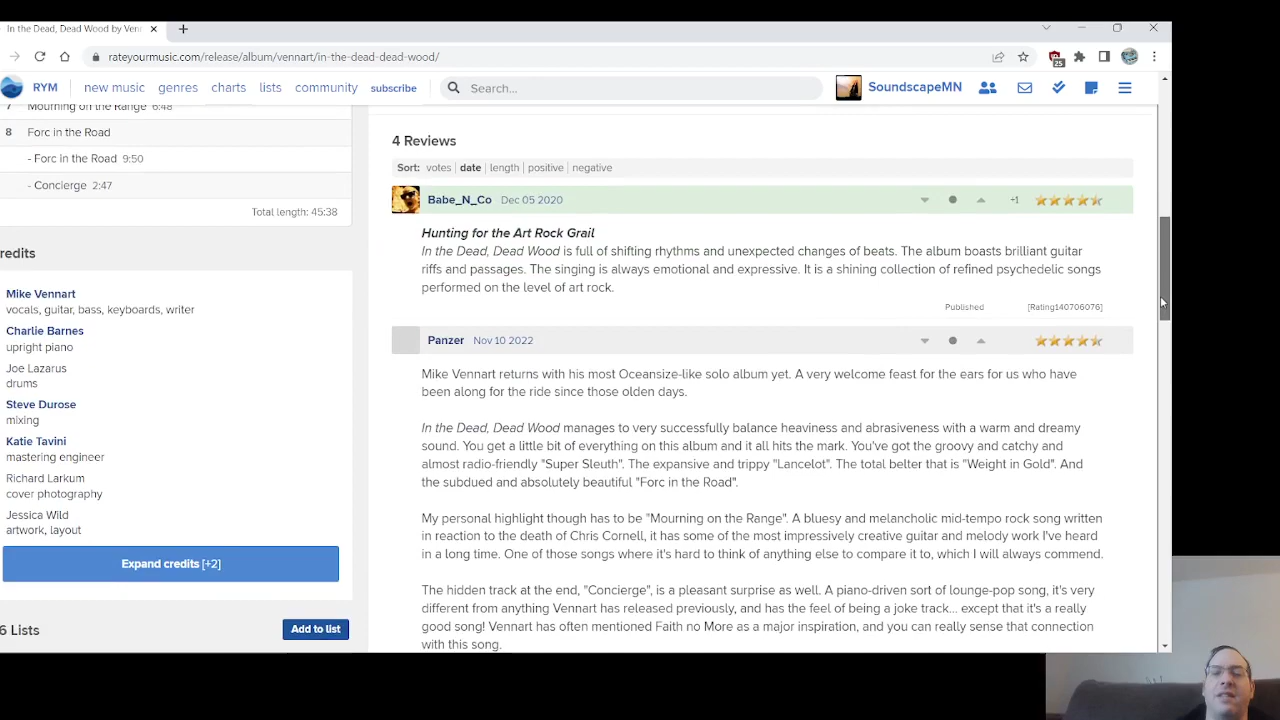 In the Dead, Dead Wood by Ven
rateyourmusic.com/release/album/vennart/in-the-dead-dead-wood/
25
RYM new music genres charts lists community subscribe Search... SoundscapeMN
7 Mourning on the Range 6:48
8 Forc in the Road
- Forc in the Road 9:50
- Concierge 2:47
Total length: 45:38
redits
Mike Vennart
vocals, guitar, bass, keyboards, writer
Charlie Barnes
upright piano
Joe Lazarus
drums
Steve Durose
mixing
Katie Tavini
mastering engineer
Richard Larkum
cover photography
Jessica Wild
artwork, layout
Expand credits [+2]
6 Lists
Add to list
4 Reviews
Sort: votes date length positive negative
Babe_N_Co Dec 05 2020 +1
Hunting for the Art Rock Grail
In the Dead, Dead Wood is full of shifting rhythms and unexpected changes of beats. The album boasts brilliant guitar
riffs and passages. The singing is always emotional and expressive. It is a shining collection of refined psychedelic songs
performed on the level of art rock.
Published [Rating140706076]
Panzer Nov 10 2022
Mike Vennart returns with his most Oceansize-like solo album yet. A very welcome feast for the ears for us who have
been along for the ride since those olden days.
In the Dead, Dead Wood manages to very successfully balance heaviness and abrasiveness with a warm and dreamy
sound. You get a little bit of everything on this album and it all hits the mark. You've got the groovy and catchy and
almost radio-friendly "Super Sleuth". The expansive and trippy "Lancelot". The total belter that is "Weight in Gold". And
the subdued and absolutely beautiful "Forc in the Road".
My personal highlight though has to be "Mourning on the Range". A bluesy and melancholic mid-tempo rock song written
in reaction to the death of Chris Cornell, it has some of the most impressively creative guitar and melody work I've heard
in a long time. One of those songs where it's hard to think of anything else to compare it to, which I will always commend.
The hidden track at the end, "Concierge", is a pleasant surprise as well. A piano-driven sort of lounge-pop song, it's very
different from anything Vennart has released previously, and has the feel of being a joke track... except that it's a really
good song! Vennart has often mentioned Faith no More as a major inspiration, and you can really sense that connection
with this song.